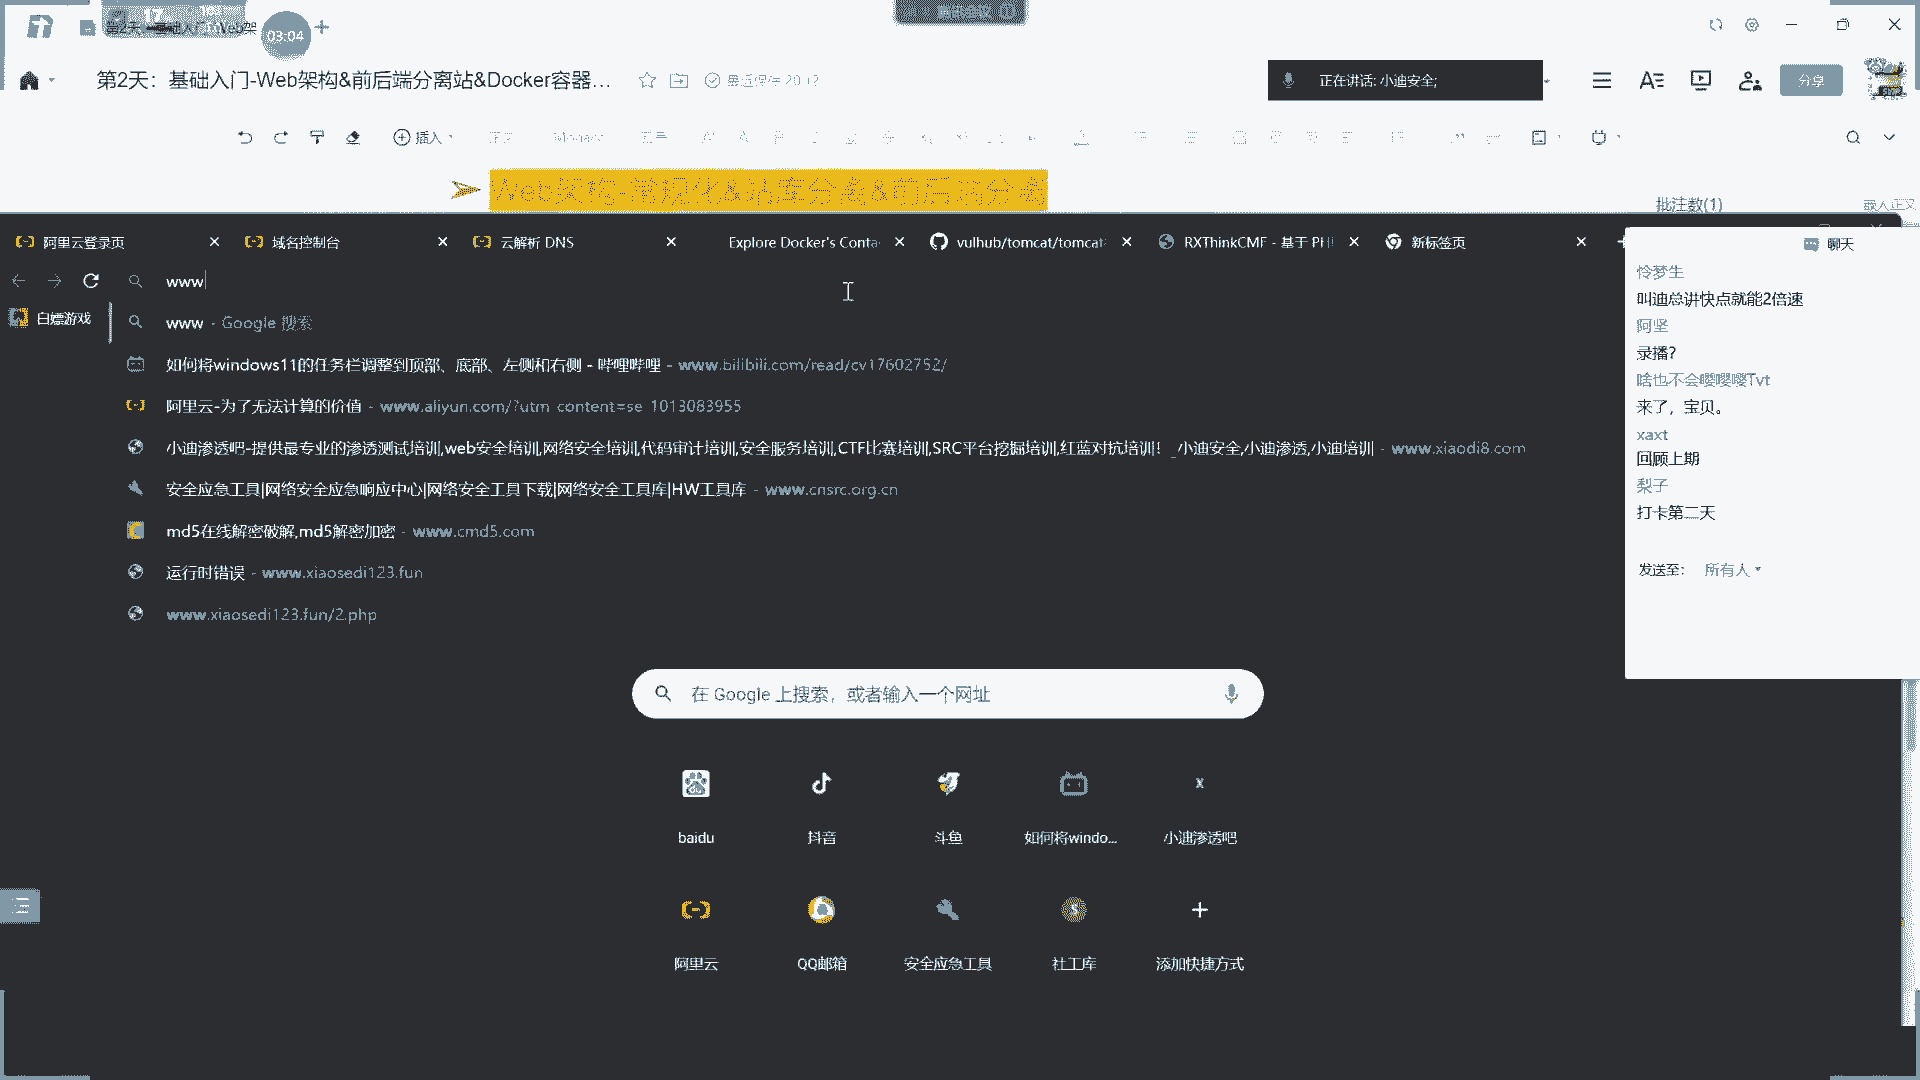 03:04
第2天：基础入门-Web架构&前后端分离站&Docker容器...
最近保存 20:12
正在讲话: 小迪安全;
分享
插入
Web架构-常规化&站库分离&前后端分离
批注数(1)
嵌入正文
阿里云登录页
域名控制台
云解析 DNS
Explore Docker's Conta
vulhub/tomcat/tomcat
RXThinkCMF - 基于 PH
新标签页
www
白嫖游戏
www - Google 搜索
如何将windows11的任务栏调整到顶部、底部、左侧和右侧 - 哔哩哔哩 - www.bilibili.com/read/cv17602752/
阿里云-为了无法计算的价值 - www.aliyun.com/?utm_content=se_1013083955
小迪渗透吧-提供最专业的渗透测试培训,web安全培训,网络安全培训,代码审计培训,安全服务培训,CTF比赛培训,SRC平台挖掘培训,红蓝对抗培训！_小迪安全,小迪渗透,小迪培训 - www.xiaodi8.com
安全应急工具|网络安全应急响应中心|网络安全工具下载|网络安全工具库|HW工具库 - www.cnsrc.org.cn
md5在线解密破解,md5解密加密 - www.cmd5.com
运行时错误 - www.xiaosedi123.fun
www.xiaosedi123.fun/2.php
在 Google 上搜索，或者输入一个网址
baidu
抖音
斗鱼
如何将windo...
X
小迪渗透吧
阿里云
QQ邮箱
安全应急工具
社工库
添加快捷方式
聊天
怜梦生
叫迪总讲快点就能2倍速
阿坚
录播?
啥也不会嘤嘤嘤Tvt
来了，宝贝。
xaxt
回顾上期
梨子
打卡第二天
发送至:
所有人